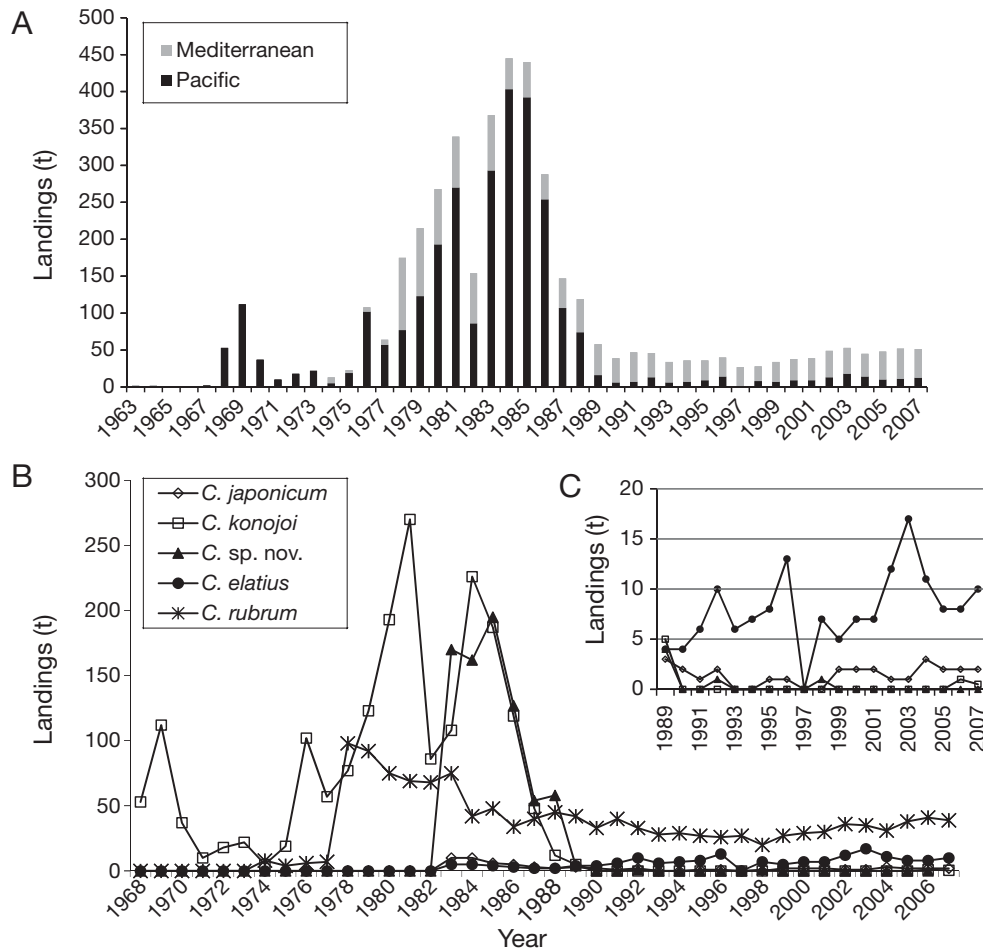 A
Landings (t)
500
450
400
350
300
250
200
150
100
50
0
Mediterranean
Pacific
1963 1965 1967 1969 1971 1973 1975 1977 1979 1981 1983 1985 1987 1989 1991 1993 1995 1997 1999 2001 2003 2005 2007
B
Landings (t)
300
250
200
150
100
50
0
C. japonicum
C. konojoi
C. sp. nov.
C. elatius
C. rubrum
1968 1970 1972 1974 1976 1978 1980 1982 1984 1986 1988 1990 1992 1994 1996 1998 2000 2002 2004 2006
Year
C
Landings (t)
20
15
10
5
0
1989 1991 1993 1995 1997 1999 2001 2003 2005 2007